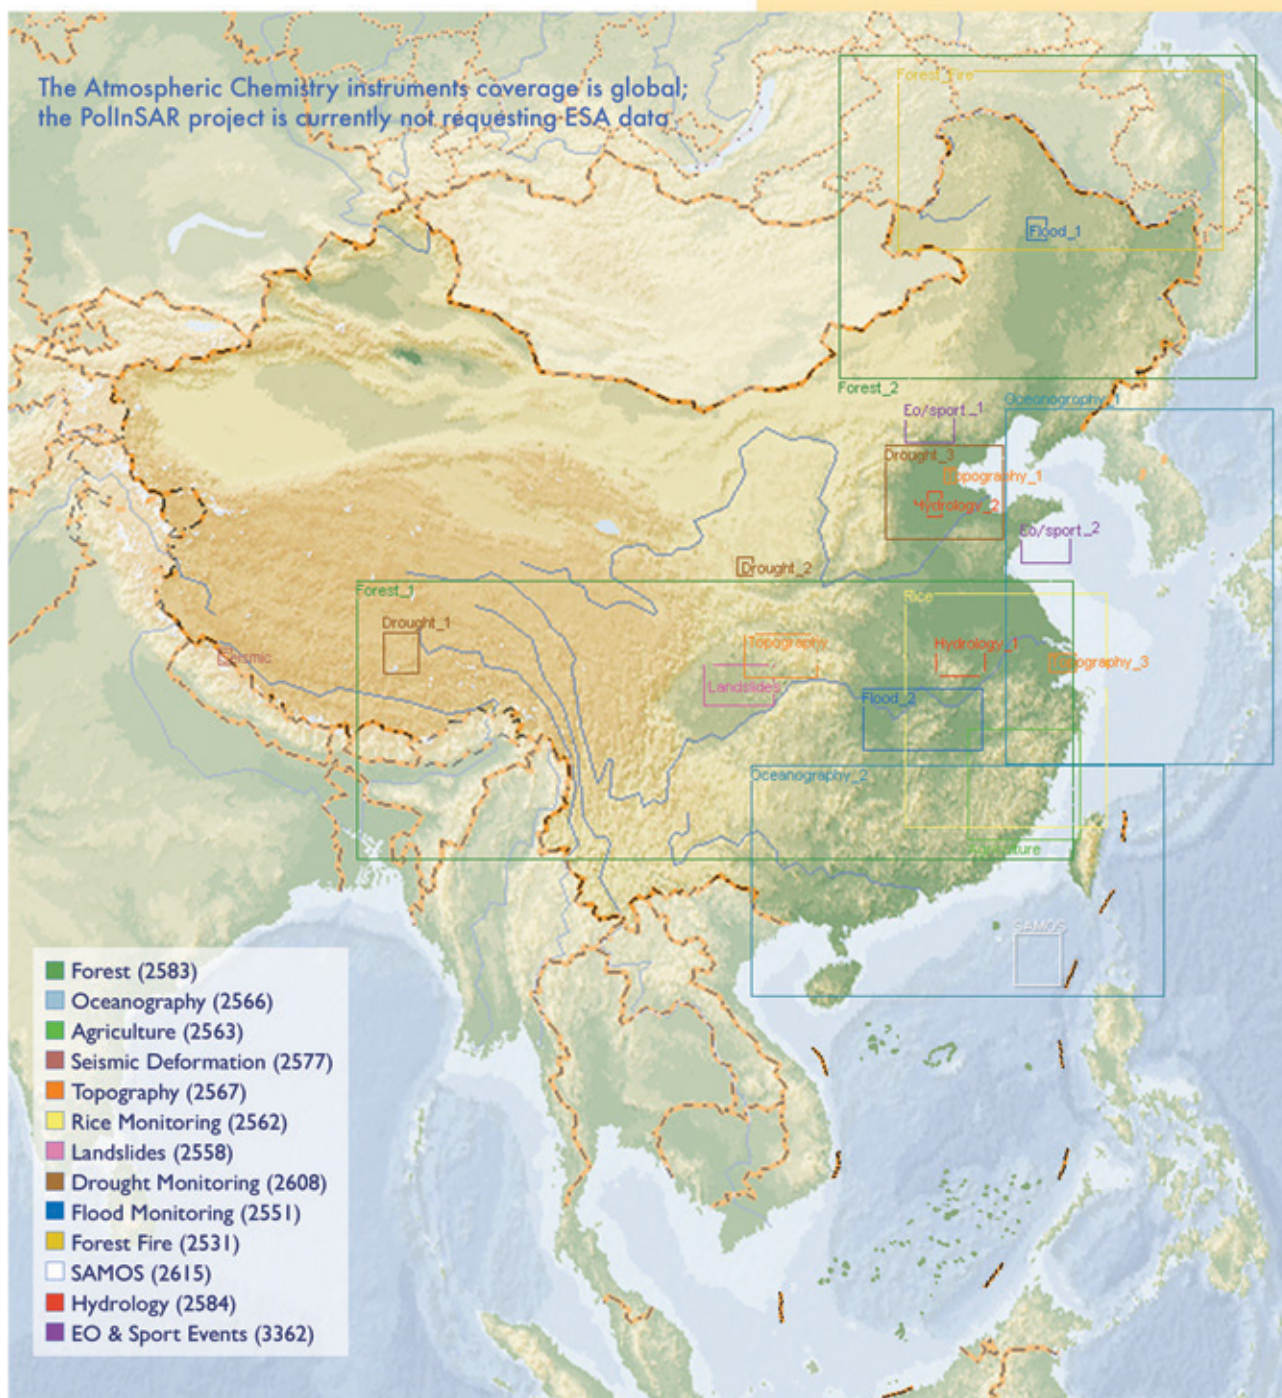 The Atmospheric Chemistry instruments coverage is global;
the PolInSAR project is currently not requesting ESA data
Forest_Fire
Flood_1
Forest_2
Oceanography_1
Eo/sport_1
Drought_3
Topography_1
Hydrology_2
Eo/sport_2
Drought_2
Forest_1
Rice
Drought_1
Topography
Hydrology_1
Seismic
Topography_3
Landslides
Flood_2
Oceanography_2
Agriculture
SAMOS
Forest (2583)
Oceanography (2566)
Agriculture (2563)
Seismic Deformation (2577)
Topography (2567)
Rice Monitoring (2562)
Landslides (2558)
Drought Monitoring (2608)
Flood Monitoring (2551)
Forest Fire (2531)
SAMOS (2615)
Hydrology (2584)
EO & Sport Events (3362)